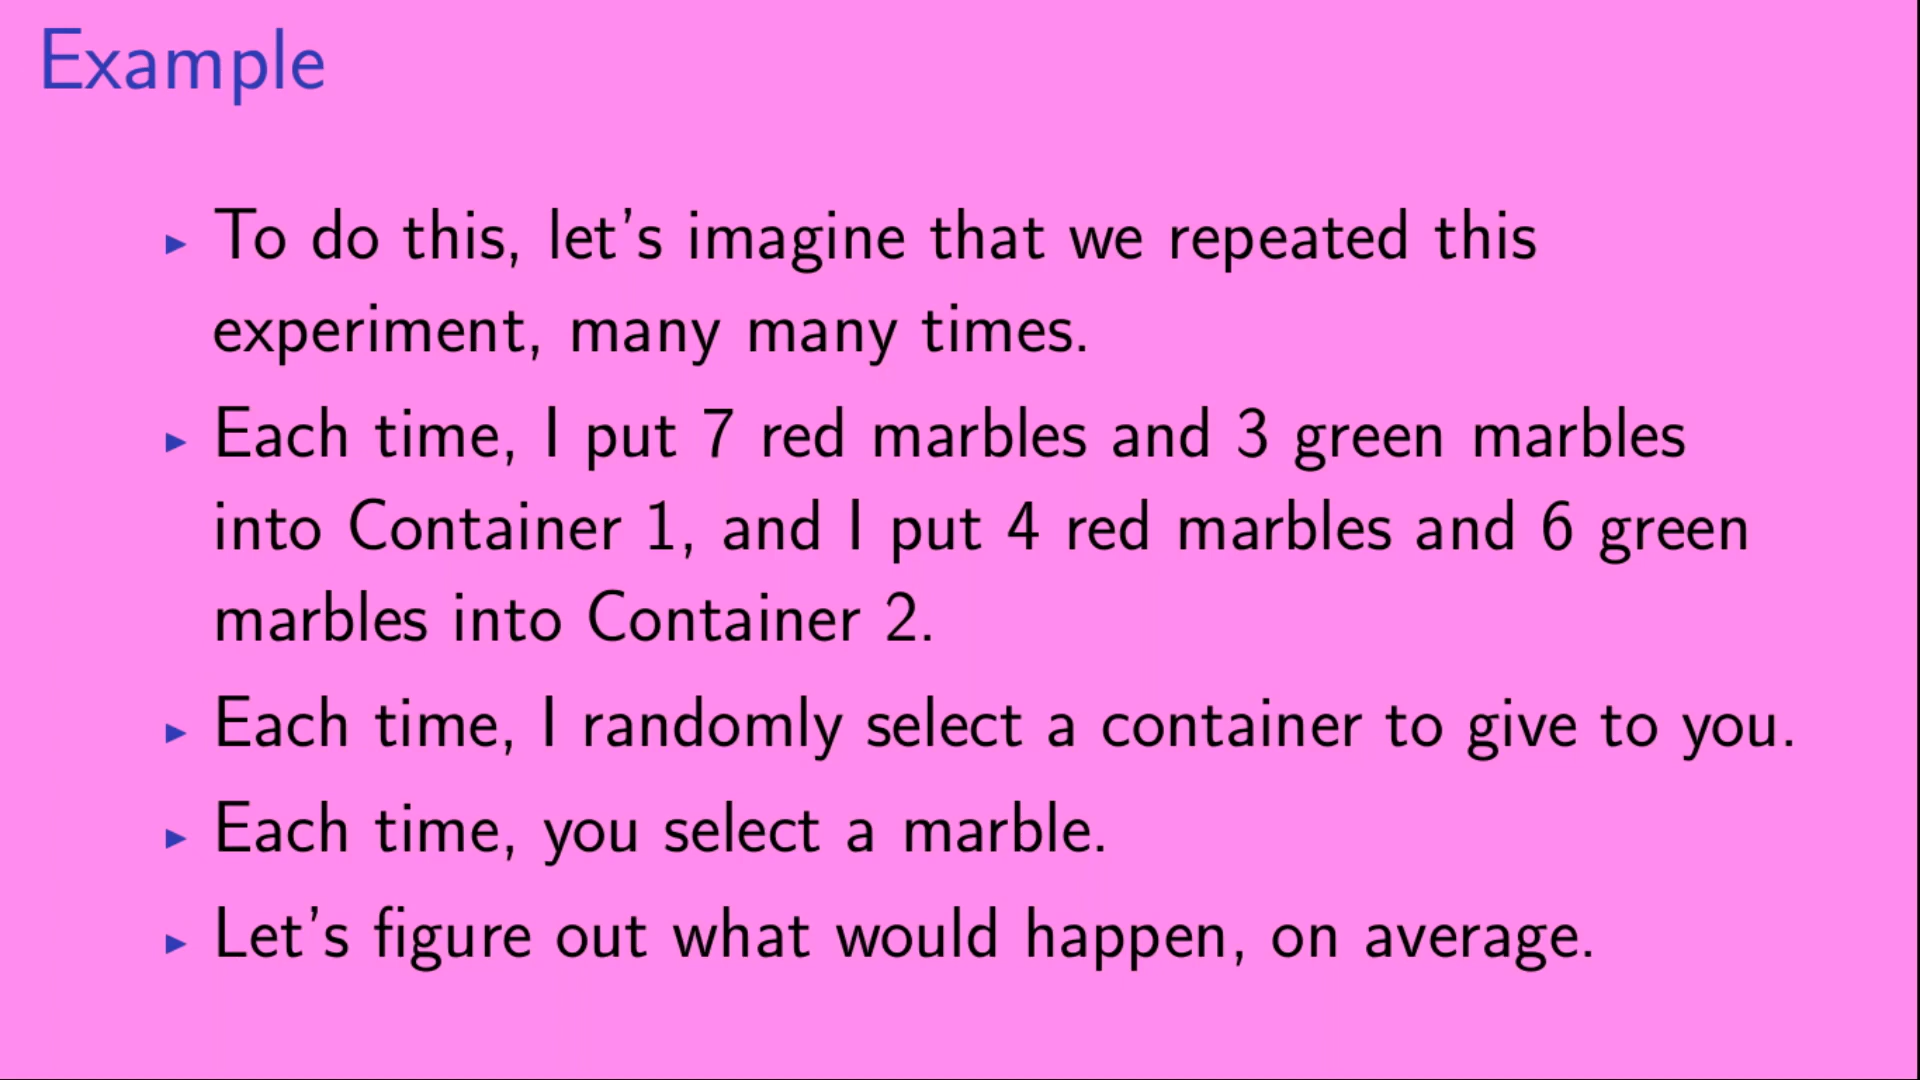 Example
▸ To do this, let's imagine that we repeated this
experiment, many many times.
▸ Each time, I put 7 red marbles and 3 green marbles
into Container 1, and I put 4 red marbles and 6 green
marbles into Container 2.
▸ Each time, I randomly select a container to give to you.
▸ Each time, you select a marble.
▸ Let's figure out what would happen, on average.